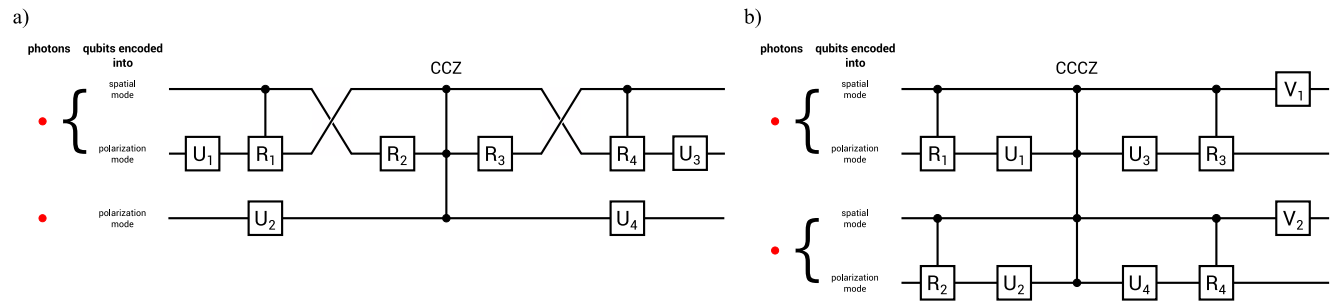 a)
photons qubits encoded
into
CCZ
spatial
mode
polarization
mode
U1 R1 R2 R3 R4 U3
polarization
mode
U2 U4
b)
photons qubits encoded
into
CCCZ
spatial
mode
V1
polarization
mode
R1 U1 U3 R3
spatial
mode
V2
polarization
mode
R2 U2 U4 R4